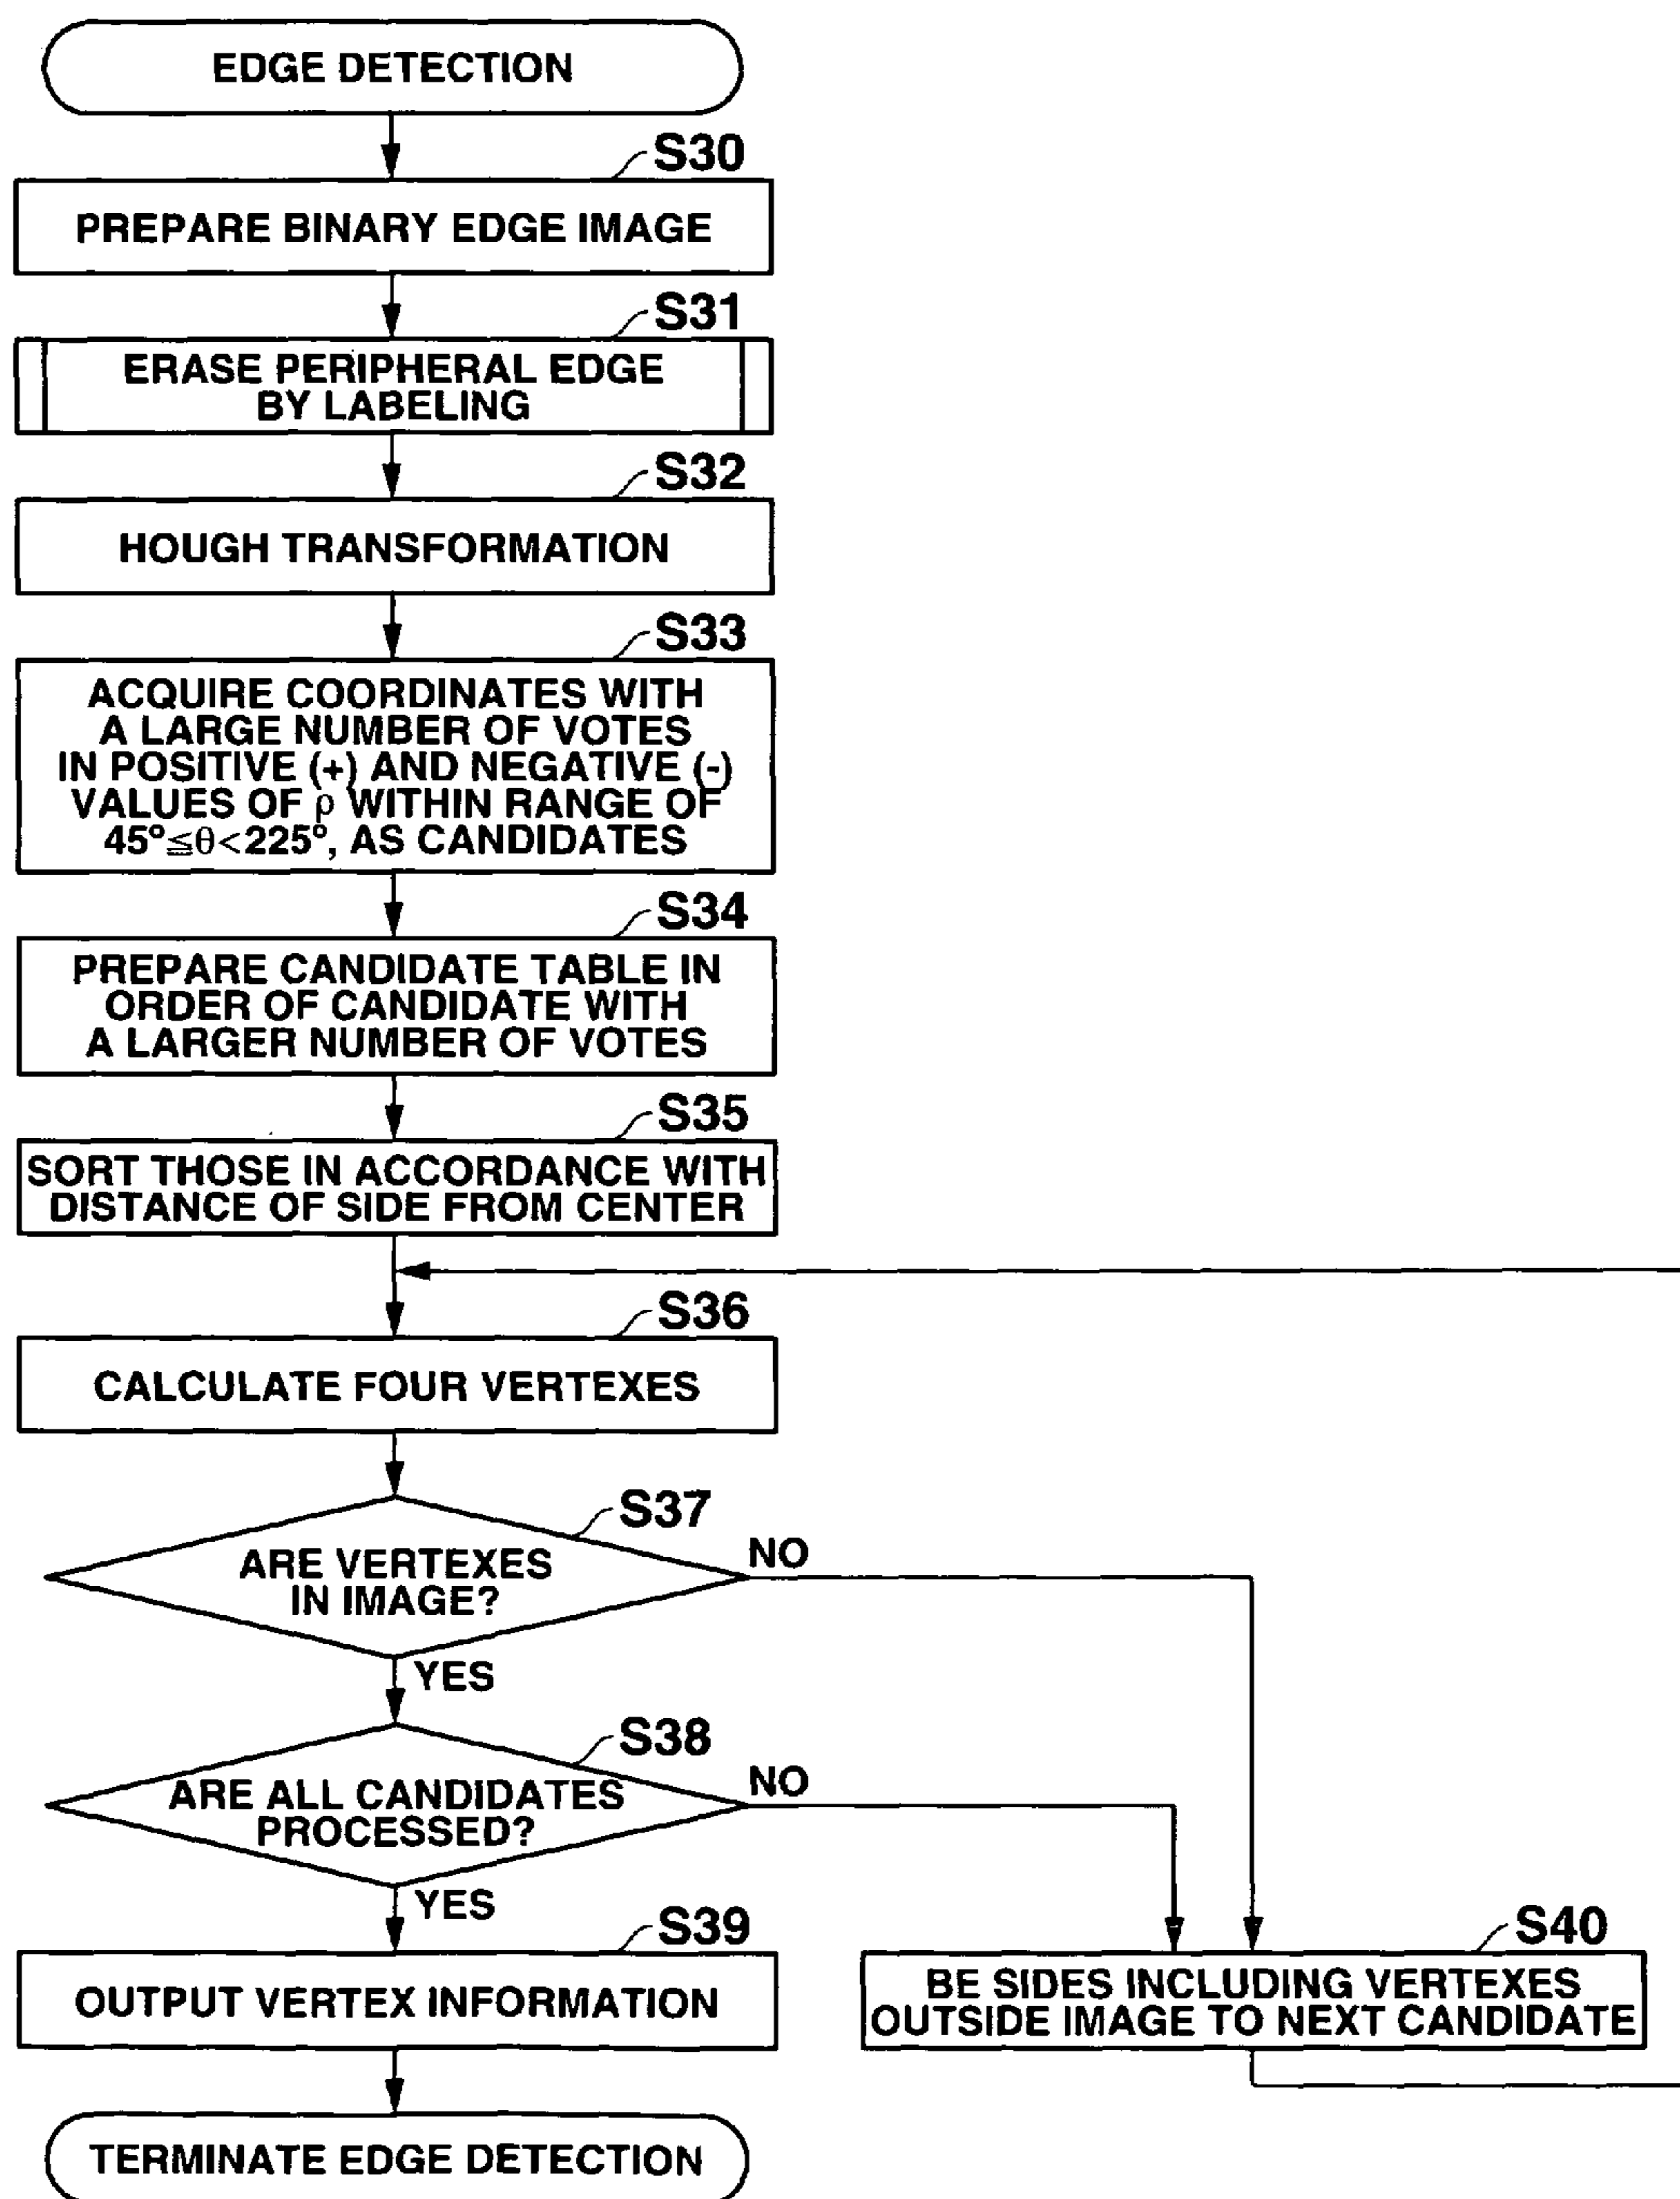 EDGE DETECTION
S30
PREPARE BINARY EDGE IMAGE
S31
ERASE PERIPHERAL EDGE
BY LABELING
S32
HOUGH TRANSFORMATION
S33
ACQUIRE COORDINATES WITH
A LARGE NUMBER OF VOTES
IN POSITIVE (+) AND NEGATIVE (-)
VALUES OF ρ WITHIN RANGE OF
45°≦θ<225°, AS CANDIDATES
S34
PREPARE CANDIDATE TABLE IN
ORDER OF CANDIDATE WITH
A LARGER NUMBER OF VOTES
S35
SORT THOSE IN ACCORDANCE WITH
DISTANCE OF SIDE FROM CENTER
S36
CALCULATE FOUR VERTEXES
S37
ARE VERTEXES
IN IMAGE?
NO
YES
S38
ARE ALL CANDIDATES
PROCESSED?
NO
YES
S39
OUTPUT VERTEX INFORMATION
S40
BE SIDES INCLUDING VERTEXES
OUTSIDE IMAGE TO NEXT CANDIDATE
TERMINATE EDGE DETECTION